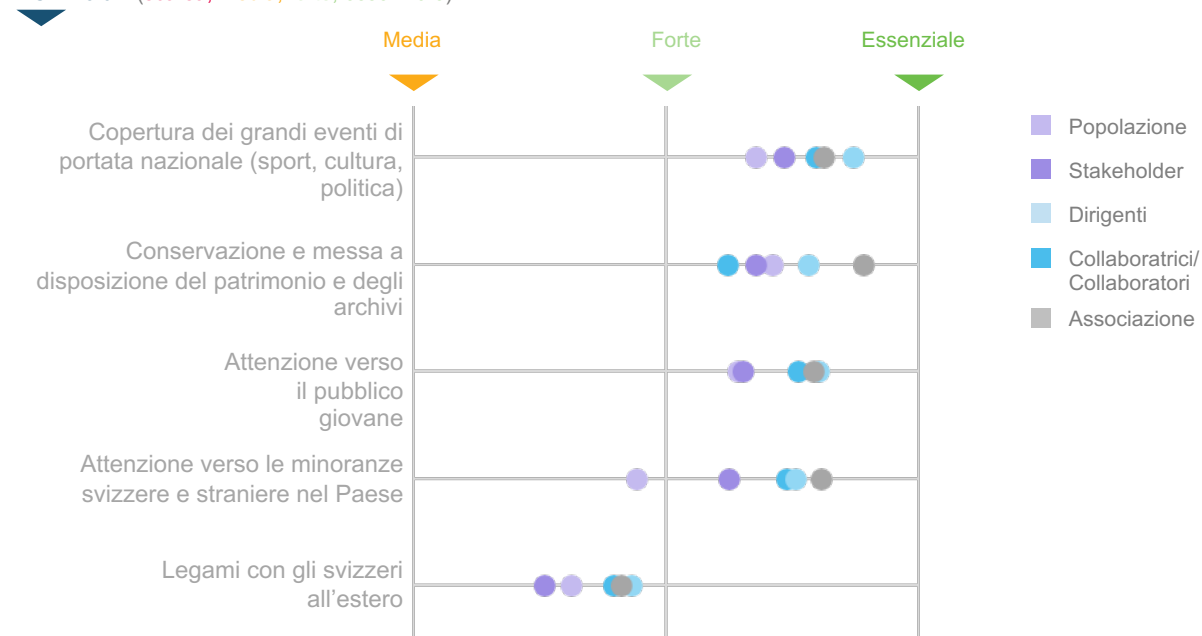 Media
Forte
Essenziale
Copertura dei grandi eventi di
portata nazionale (sport, cultura,
politica)
Conservazione e messa a
disposizione del patrimonio e degli
archivi
Attenzione verso
il pubblico
giovane
Attenzione verso le minoranze
svizzere e straniere nel Paese
Legami con gli svizzeri
all'estero
Popolazione
Stakeholder
Dirigenti
Collaboratrici/
Collaboratori
Associazione